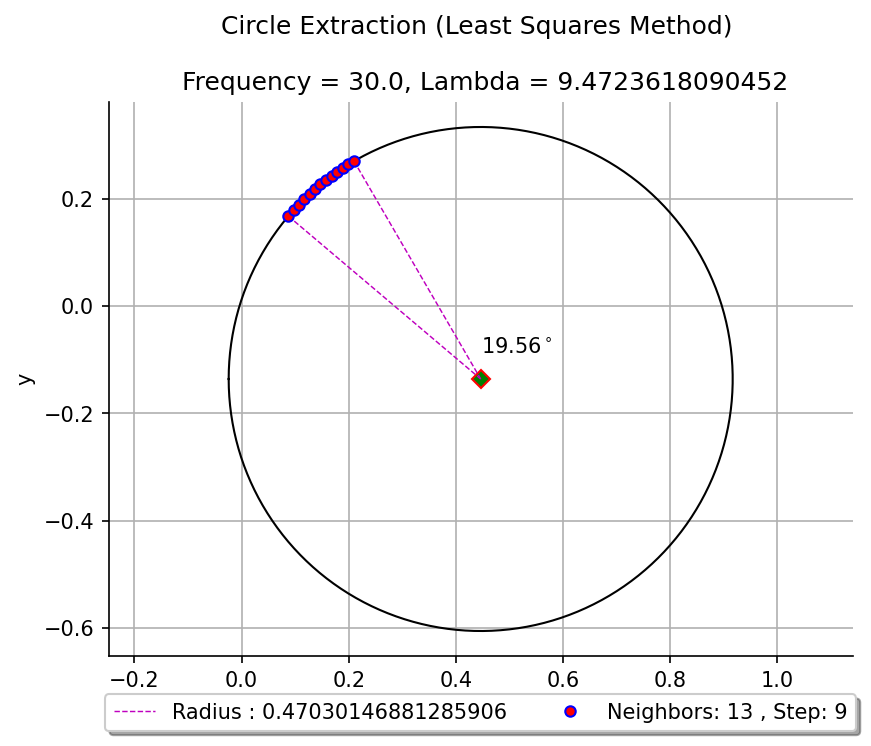 Circle Extraction (Least Squares Method)
Frequency = 30.0, Lambda = 9.4723618090452
0.2
0.0
19.56°
y
−0.2
−0.4
−0.6
−0.2 0.0 0.2 0.4 0.6 0.8 1.0
Radius : 0.47030146881285906 Neighbors: 13 , Step: 9